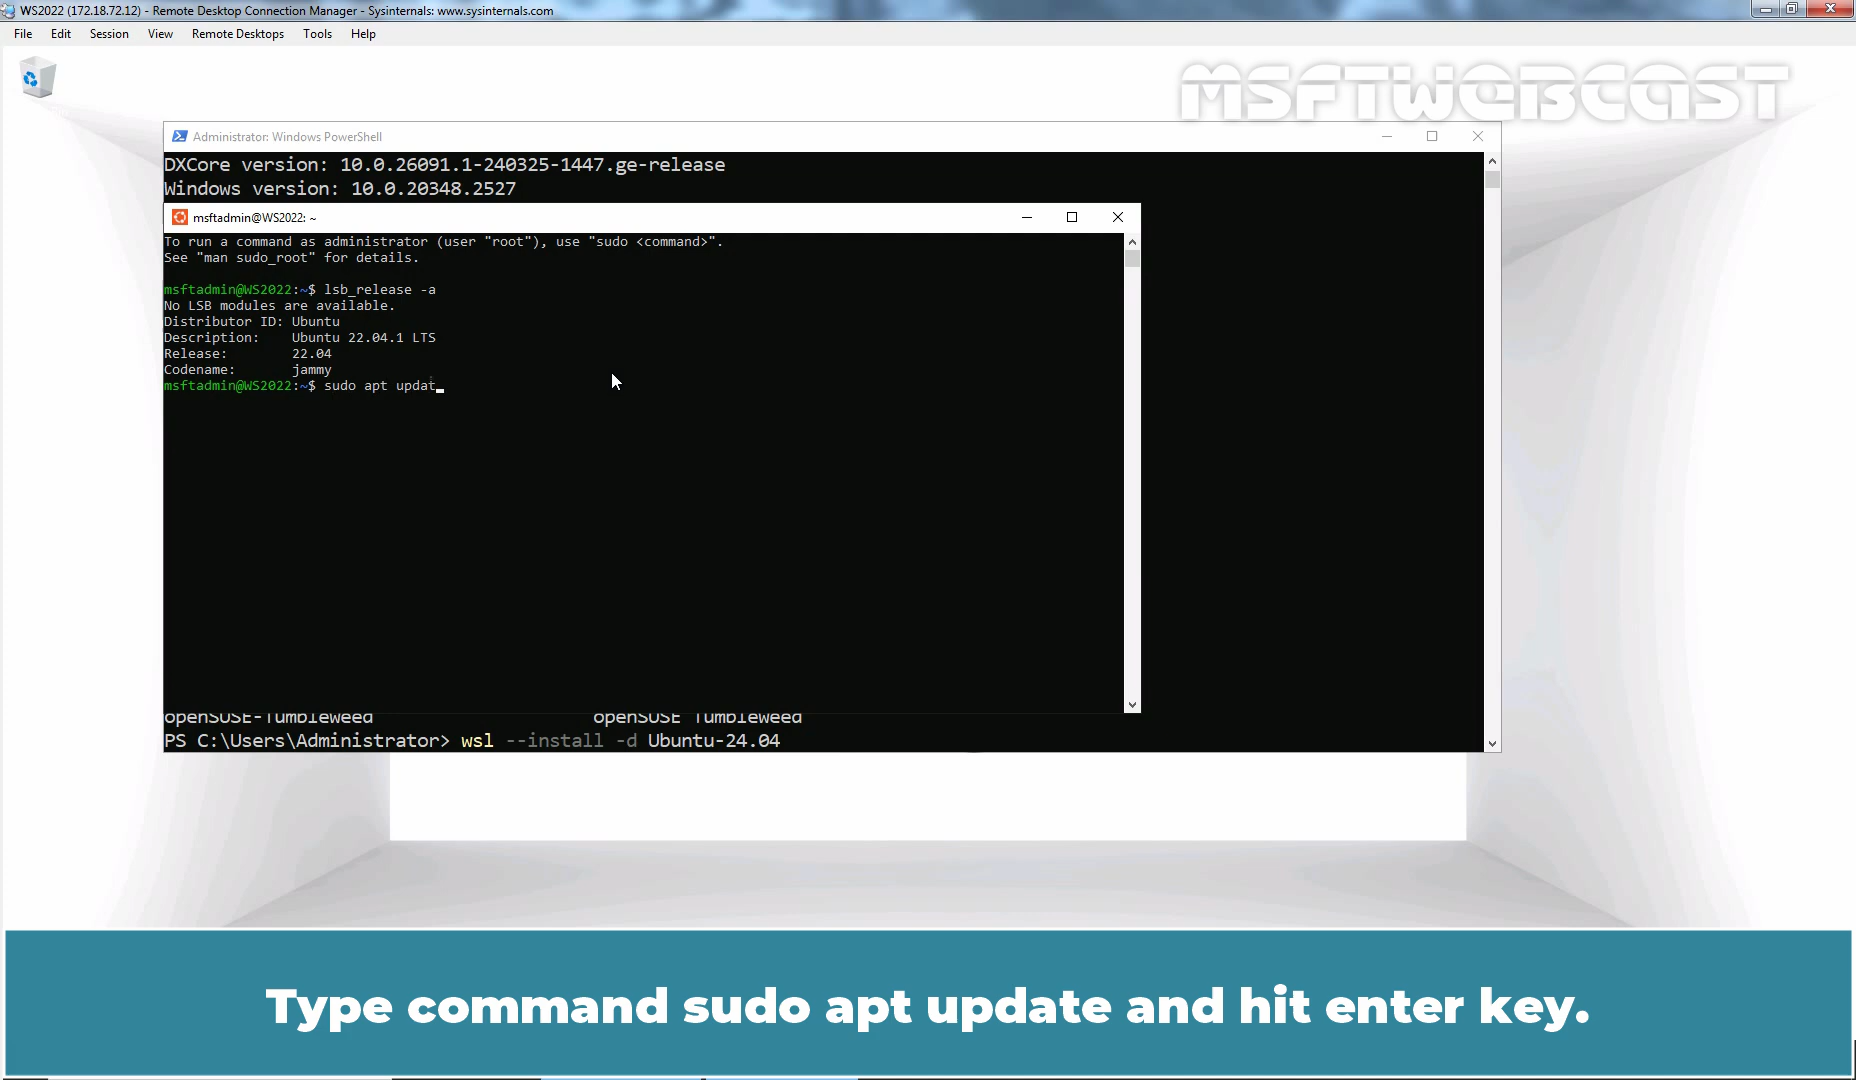 WS2022 (172.18.72.12) - Remote Desktop Connection Manager - Sysinternals: www.sysinternals.com
File Edit Session View Remote Desktops Tools Help
MSFTWEBCAST
Administrator: Windows PowerShell
DXCore version: 10.0.26091.1-240325-1447.ge-release
Windows version: 10.0.20348.2527
msftadmin@WS2022: ~
To run a command as administrator (user "root"), use "sudo <command>".
See "man sudo_root" for details.
msftadmin@WS2022:~$ lsb_release -a
No LSB modules are available.
Distributor ID: Ubuntu
Description: Ubuntu 22.04.1 LTS
Release: 22.04
Codename: jammy
msftadmin@WS2022:~$ sudo apt updat
openSUSE-Tumbleweed openSUSE Tumbleweed
PS C:\Users\Administrator> wsl --install -d Ubuntu-24.04
Type command sudo apt update and hit enter key.